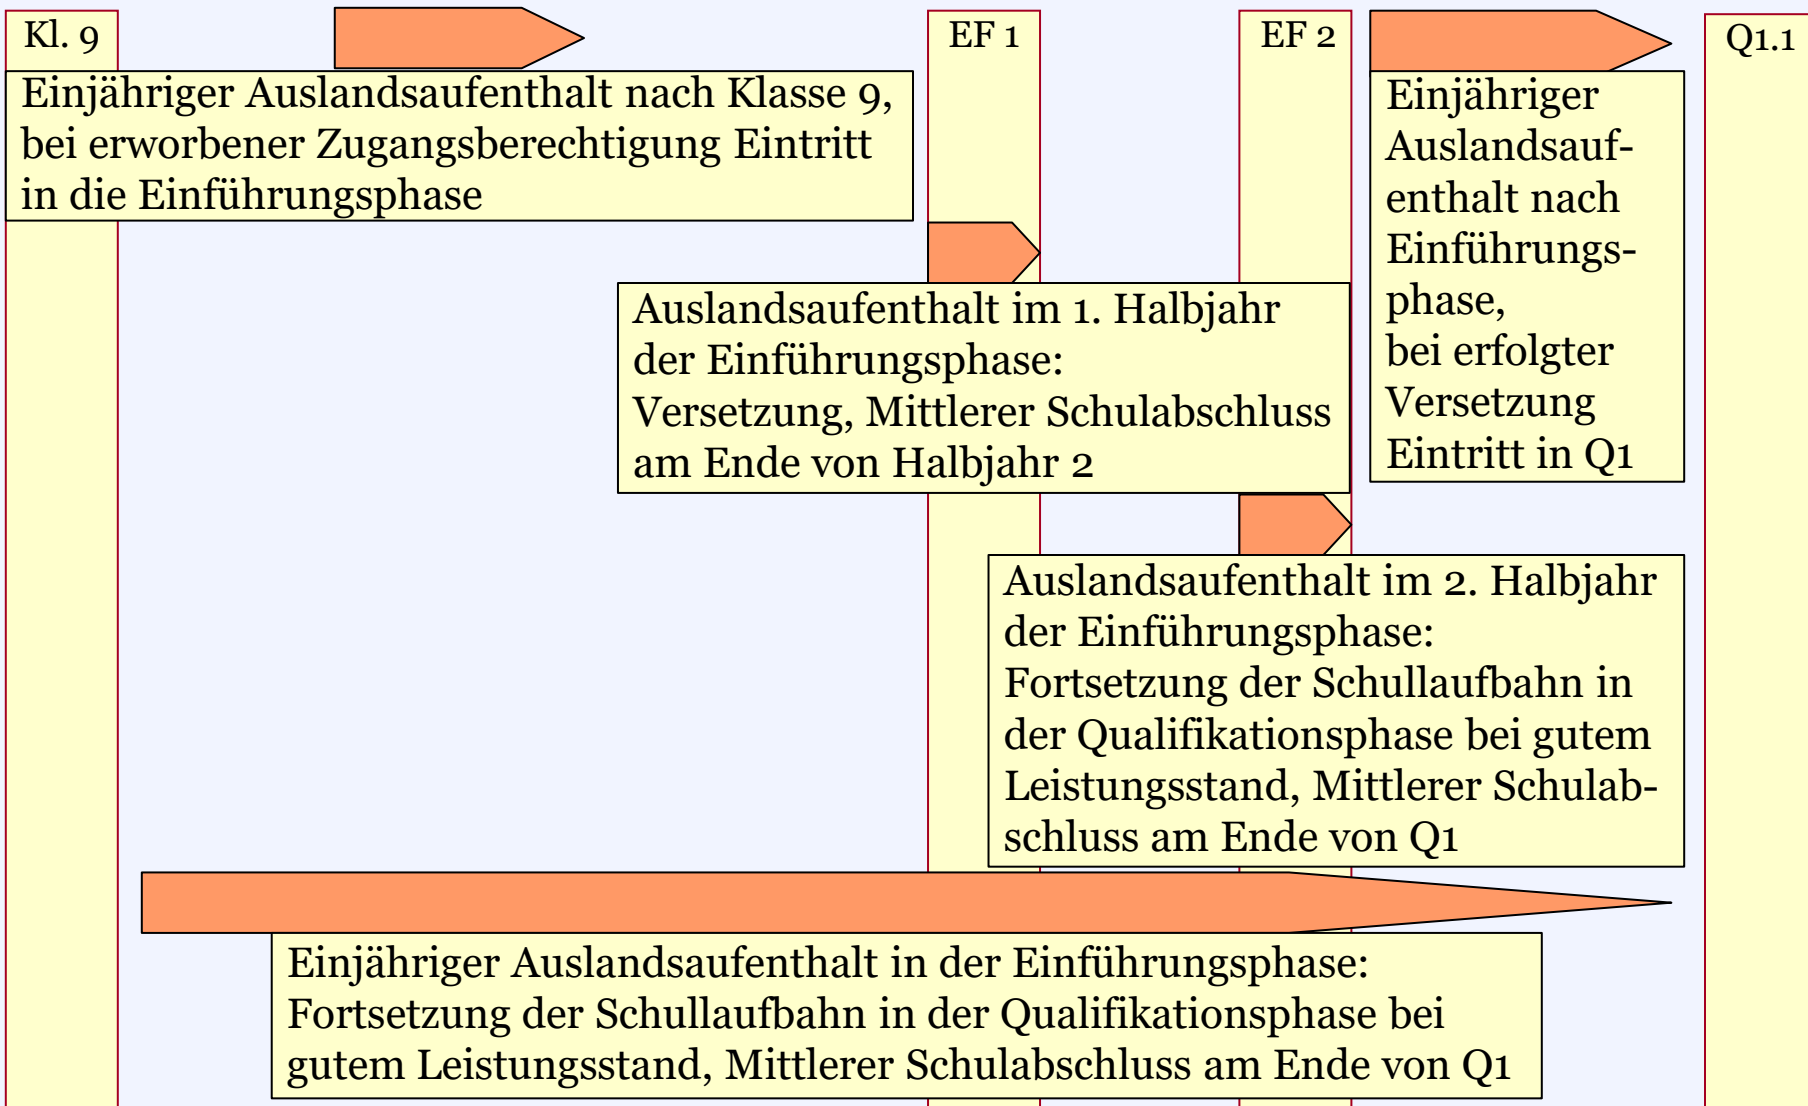 Kl. 9
EF 1
EF 2
Q1.1
Einjähriger Auslandsaufenthalt nach Klasse 9,
bei erworbener Zugangsberechtigung Eintritt
in die Einführungsphase
Einjähriger
Auslandsauf-
enthalt nach
Einführungs-
phase,
bei erfolgter
Versetzung
Eintritt in Q1
Auslandsaufenthalt im 1. Halbjahr
der Einführungsphase:
Versetzung, Mittlerer Schulabschluss
am Ende von Halbjahr 2
Auslandsaufenthalt im 2. Halbjahr
der Einführungsphase:
Fortsetzung der Schullaufbahn in
der Qualifikationsphase bei gutem
Leistungsstand, Mittlerer Schulab-
schluss am Ende von Q1
Einjähriger Auslandsaufenthalt in der Einführungsphase:
Fortsetzung der Schullaufbahn in der Qualifikationsphase bei
gutem Leistungsstand, Mittlerer Schulabschluss am Ende von Q1